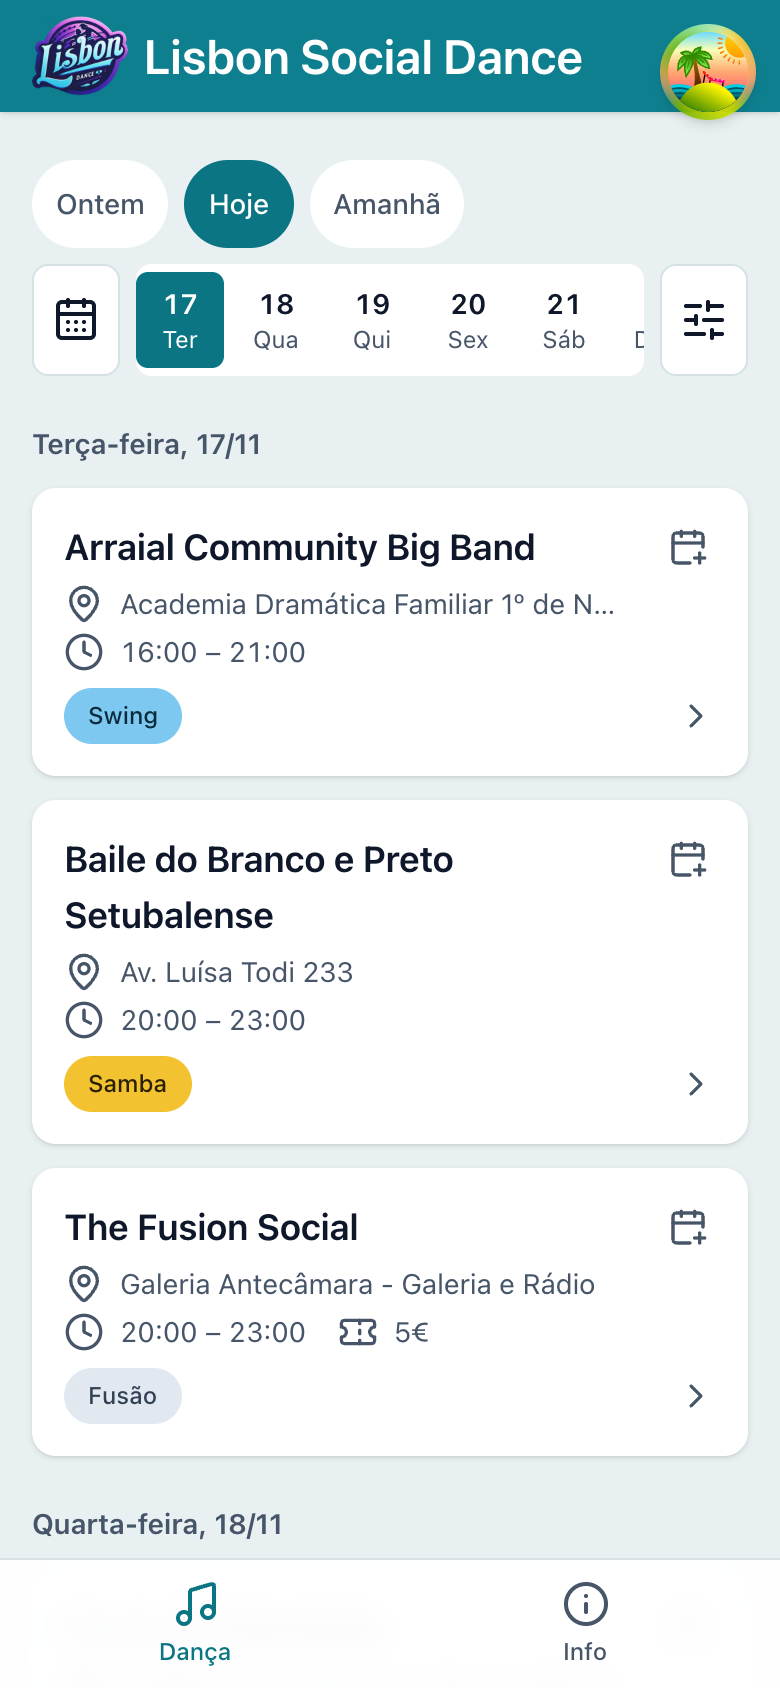 Lisbon
DANCE
Lisbon Social Dance
Ontem
Hoje
Amanhã
17
Ter
18
Qua
19
Qui
20
Sex
21
Sáb
Terça-feira, 17/11
Arraial Community Big Band
Academia Dramática Familiar 1º de N...
16:00 – 21:00
Swing
Baile do Branco e Preto
Setubalense
Av. Luísa Todi 233
20:00 – 23:00
Samba
The Fusion Social
Galeria Antecâmara - Galeria e Rádio
20:00 – 23:00 5€
Fusão
Quarta-feira, 18/11
Dança
Info